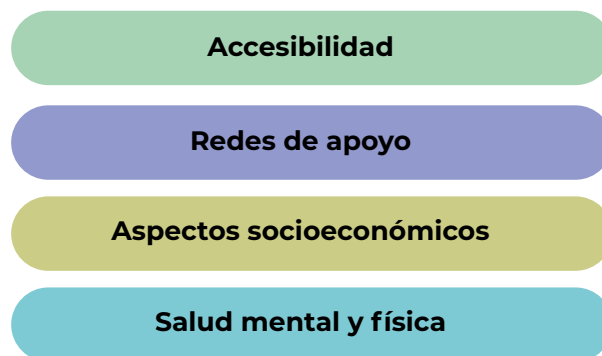 Accesibilidad
Redes de apoyo
Aspectos socioeconómicos
Salud mental y física